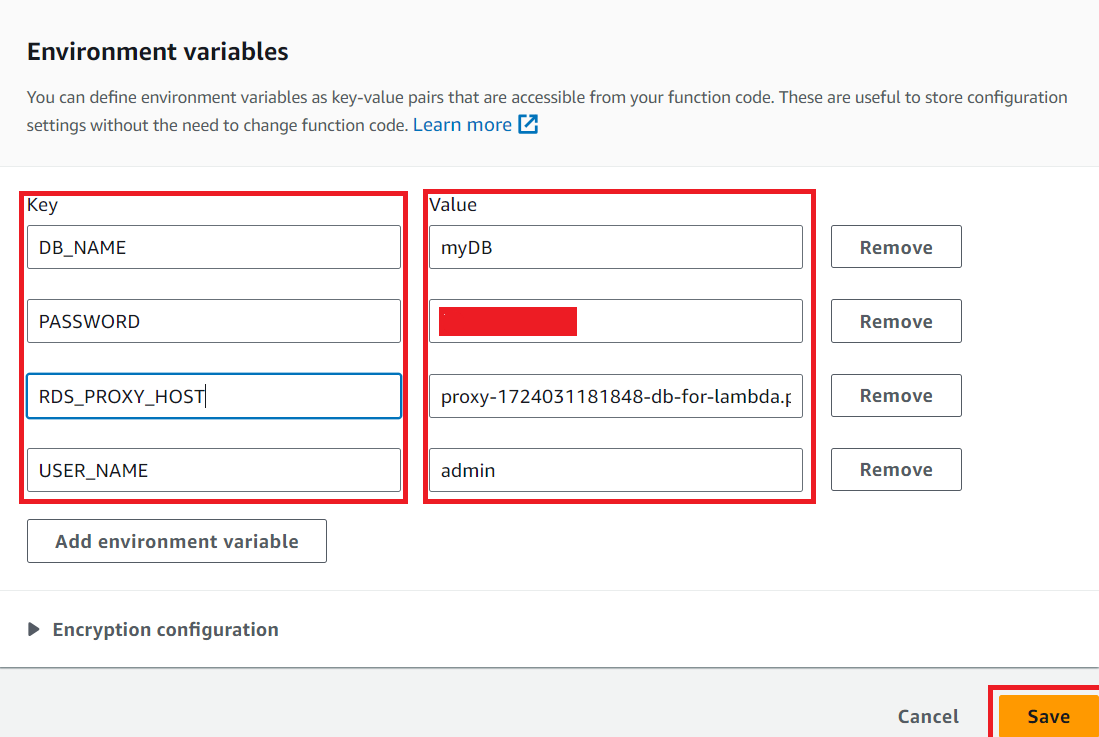 Environment variables
You can define environment variables as key-value pairs that are accessible from your function code. These are useful to store configuration
settings without the need to change function code. Learn more
Key Value
DB_NAME myDB Remove
PASSWORD Remove
RDS_PROXY_HOST proxy-1724031181848-db-for-lambda.p Remove
USER_NAME admin Remove
Add environment variable
Encryption configuration
Cancel Save